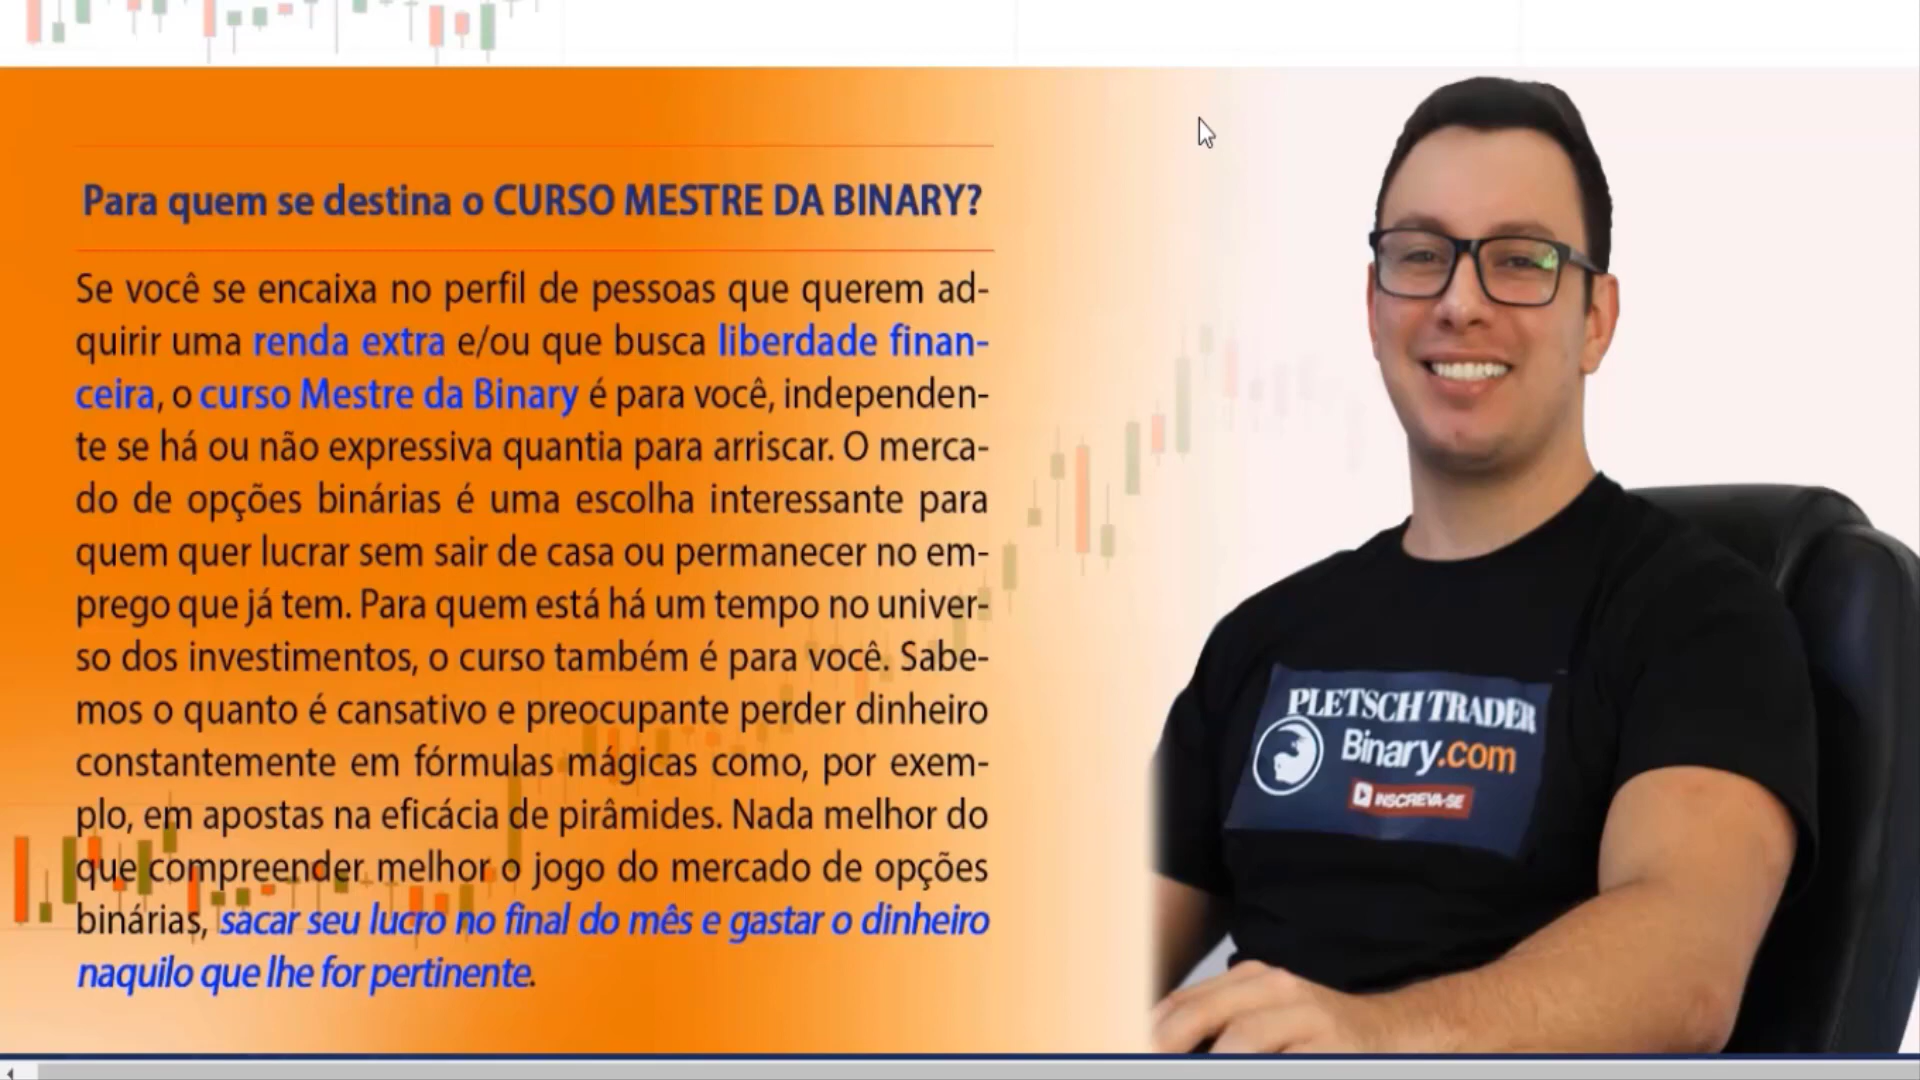 Para quem se destina o CURSO MESTRE DA BINARY?
Se você se encaixa no perfil de pessoas que querem ad-
quirir uma renda extra e/ou que busca liberdade finan-
ceira, o curso Mestre da Binary é para você, independen-
te se há ou não expressiva quantia para arriscar. O merca-
do de opções binárias é uma escolha interessante para
quem quer lucrar sem sair de casa ou permanecer no em-
prego que já tem. Para quem está há um tempo no univer-
so dos investimentos, o curso também é para você. Sabe-
mos o quanto é cansativo e preocupante perder dinheiro
constantemente em fórmulas mágicas como, por exem-
plo, em apostas na eficácia de pirâmides. Nada melhor do
que compreender melhor o jogo do mercado de opções
binárias, sacar seu lucro no final do mês e gastar o dinheiro
naquilo que lhe for pertinente.
PLETSCH TRADER
Binary.com
INSCREVA-SE